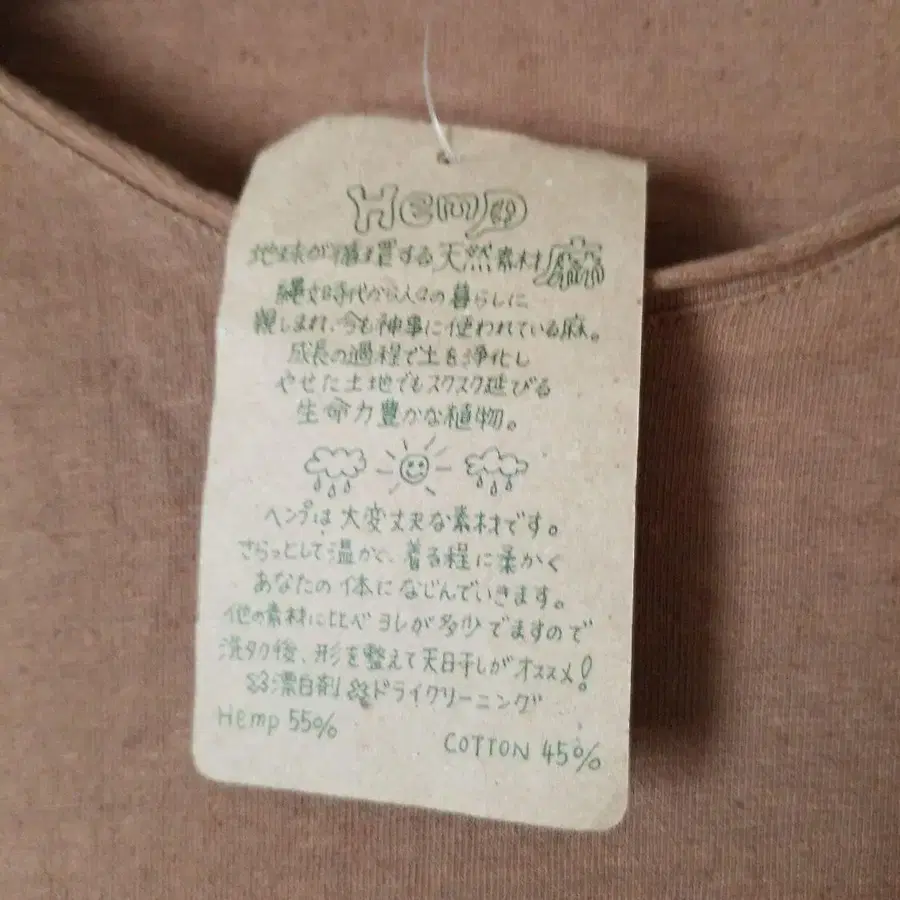 Hemp
地球が循環する天然素材 麻
縄文時代から人々の暮らしに
親しまれ、今も神事に使われている麻。
成長の過程で土を浄化し
やせた土地でもスクスク延びる
生命力豊かな植物。
ヘンプは大変丈夫な素材です。
さらっとして温かく、着る程に柔かく
あなたの体になじんでいきます。
他の素材に比べヨレが多少でますので
洗タク後、形を整えて天日干しがオススメ!
漂白剤 ドライクリーニング
Hemp 55%
COTTON 45%